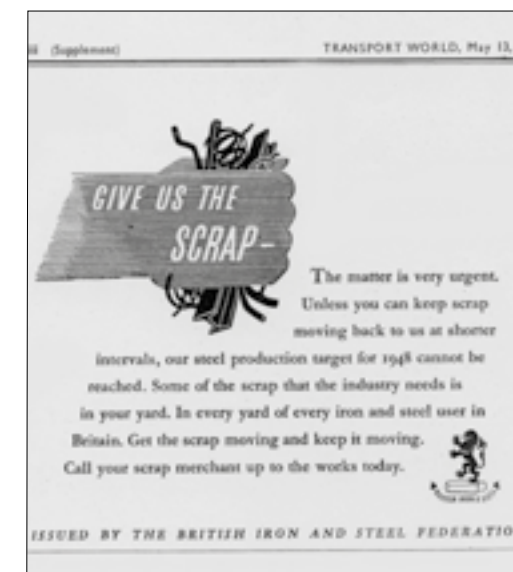 (Supplement) TRANSPORT WORLD, May 13,
GIVE US THE
SCRAP-
The matter is very urgent.
Unless you can keep scrap
moving back to us at shorter
intervals, our steel production target for 1948 cannot be
reached. Some of the scrap that the industry needs is
in your yard. In every yard of every iron and steel user in
Britain. Get the scrap moving and keep it moving.
Call your scrap merchant up to the works today.
ISSUED BY THE BRITISH IRON AND STEEL FEDERATIO